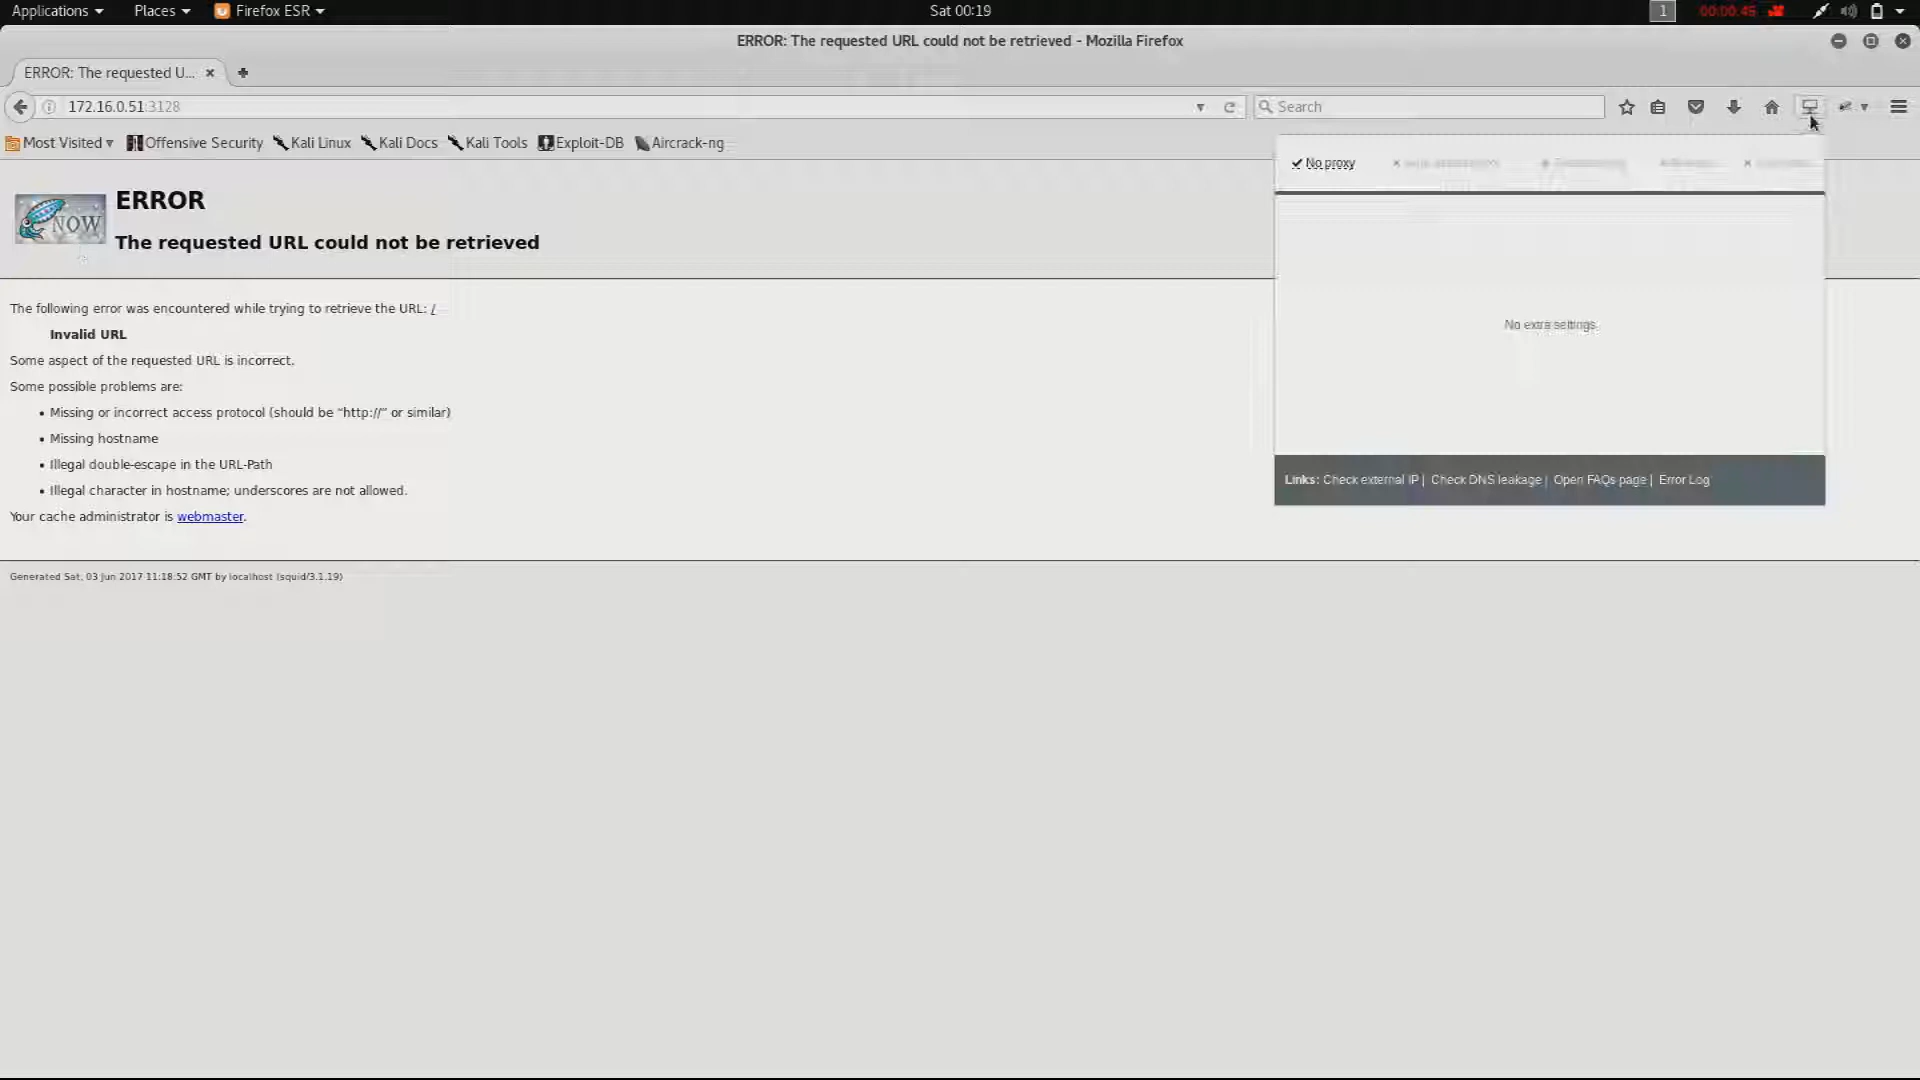 Applications Places Firefox ESR Sat 00:19 1 00:00:45
ERROR: The requested URL could not be retrieved - Mozilla Firefox
ERROR: The requested U...
172.16.0.51:3128 Search
Most Visited Offensive Security Kali Linux Kali Docs Kali Tools Exploit-DB Aircrack-ng
No proxy
NOW
ERROR
The requested URL could not be retrieved
The following error was encountered while trying to retrieve the URL: /
No extra settings.
Invalid URL
Some aspect of the requested URL is incorrect.
Some possible problems are:
• Missing or incorrect access protocol (should be "http://" or similar)
• Missing hostname
• Illegal double-escape in the URL-Path
• Illegal character in hostname; underscores are not allowed.
Links: Check external IP | Check DNS leakage | Open FAQs page | Error Log
Your cache administrator is webmaster.
Generated Sat, 03 Jun 2017 11:18:52 GMT by localhost (squid/3.1.19)